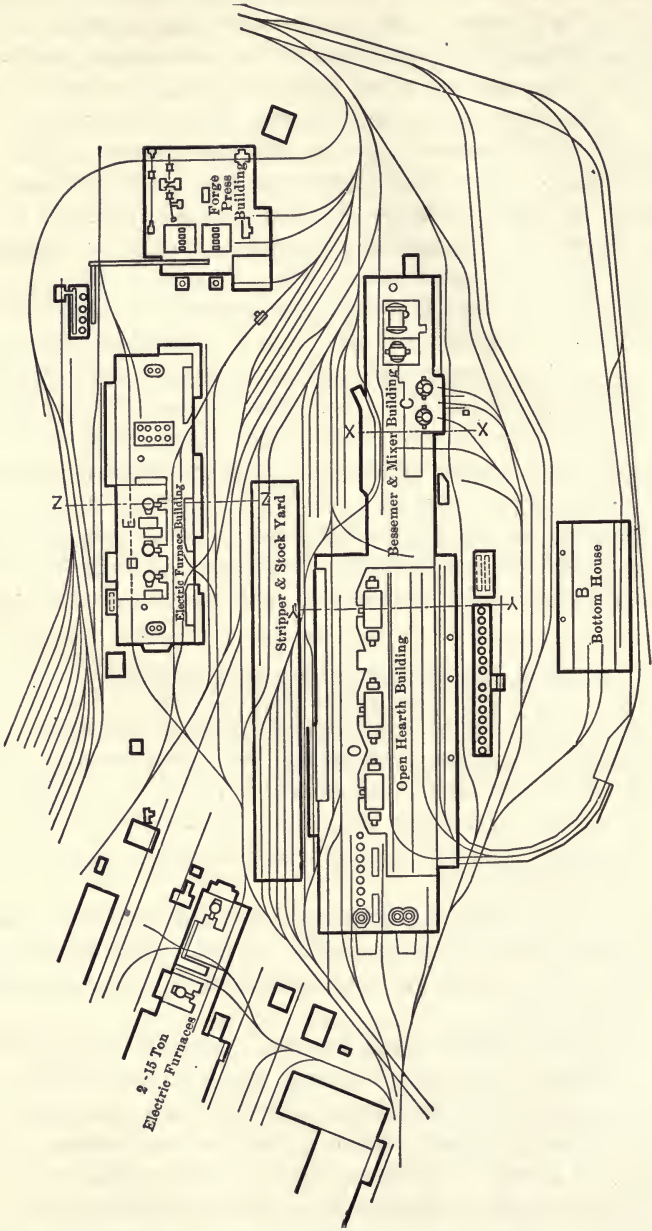 Forge
Press
Building
Z
E
Z
Electric Furnace Building
Stripper & Stock Yard
X
C
X
Bessemer & Mixer Building
Y
O
Y
Open Hearth Building
B
Bottom House
2 -15 Ton
Electric Furnaces